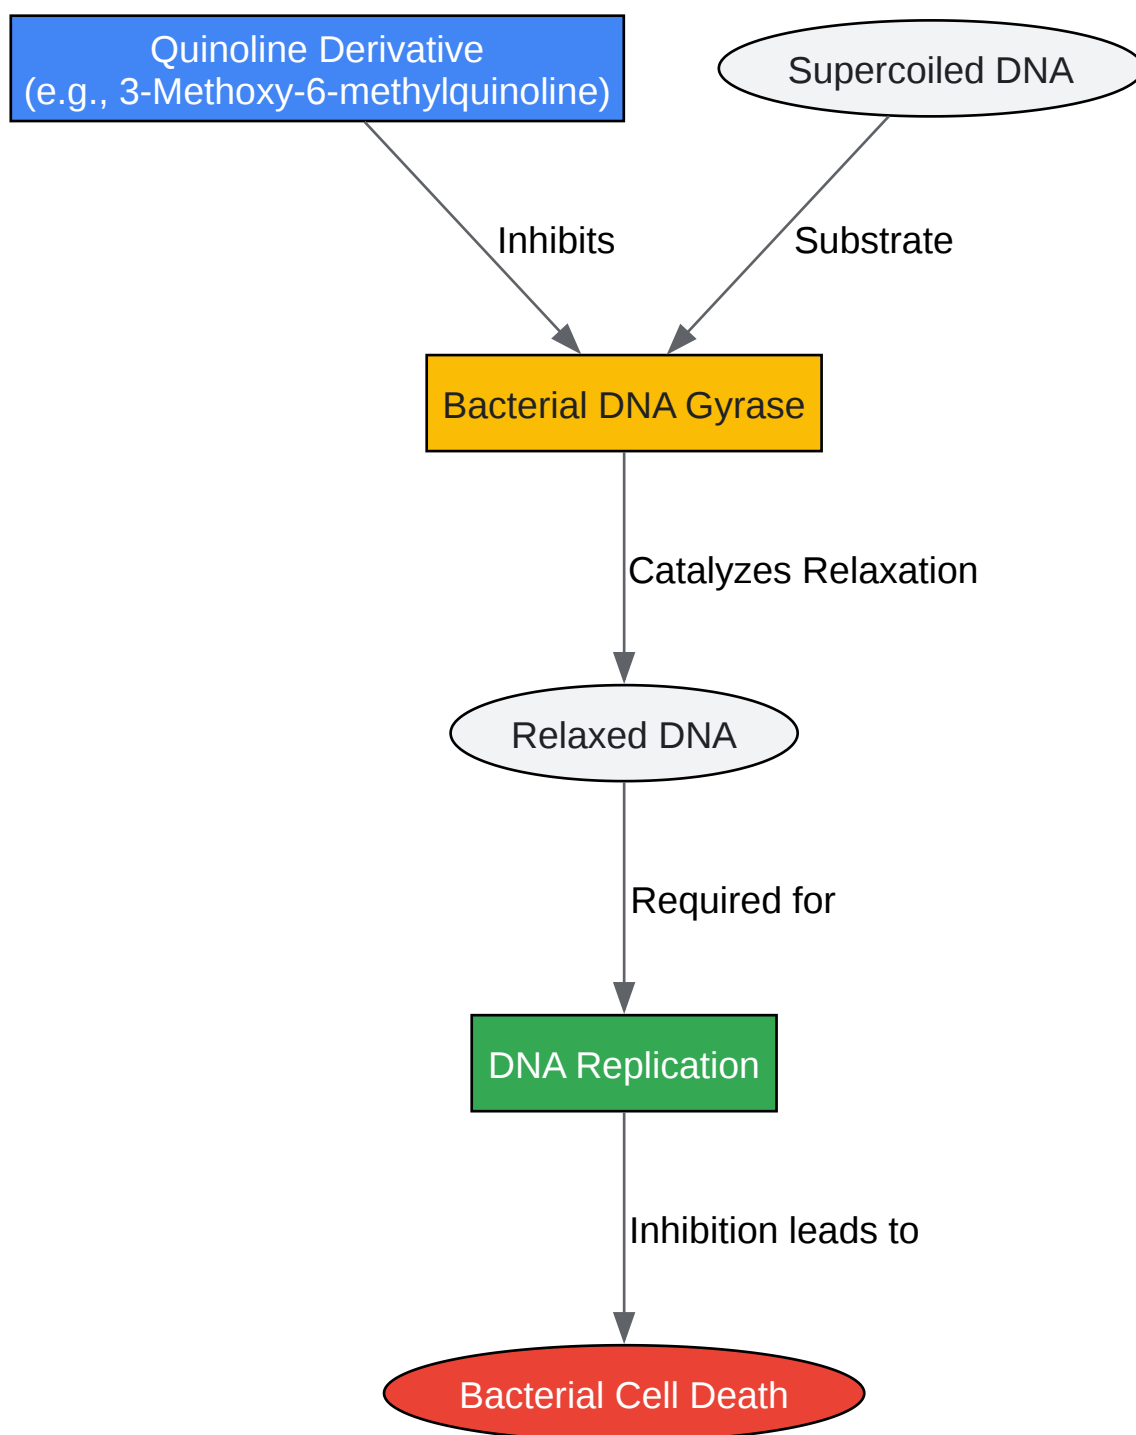 Quinoline Derivative
(e.g., 3-Methoxy-6-methylquinoline)
Supercoiled DNA
Inhibits
Substrate
Bacterial DNA Gyrase
Catalyzes Relaxation
Relaxed DNA
Required for
DNA Replication
Inhibition leads to
Bacterial Cell Death